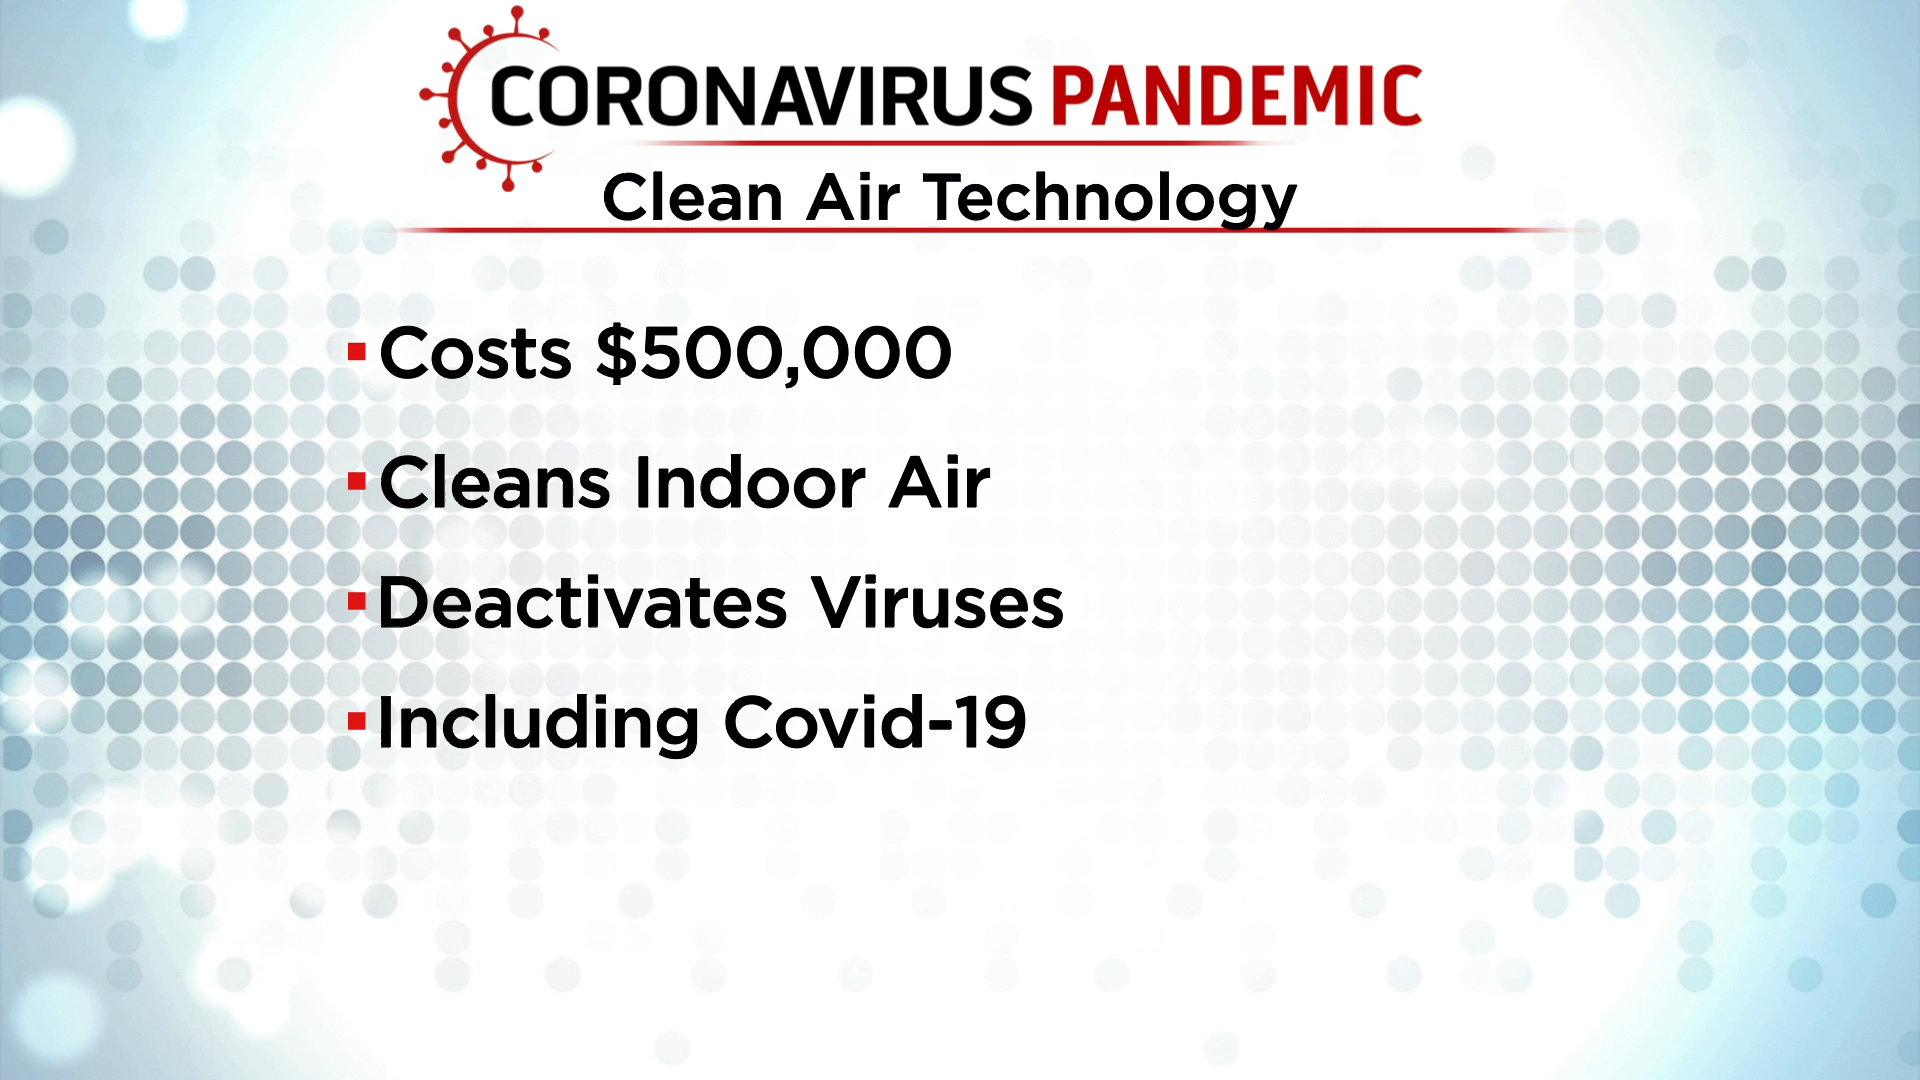 CORONAVIRUS PANDEMIC
Clean Air Technology
Costs $500,000
Cleans Indoor Air
Deactivates Viruses
Including Covid-19